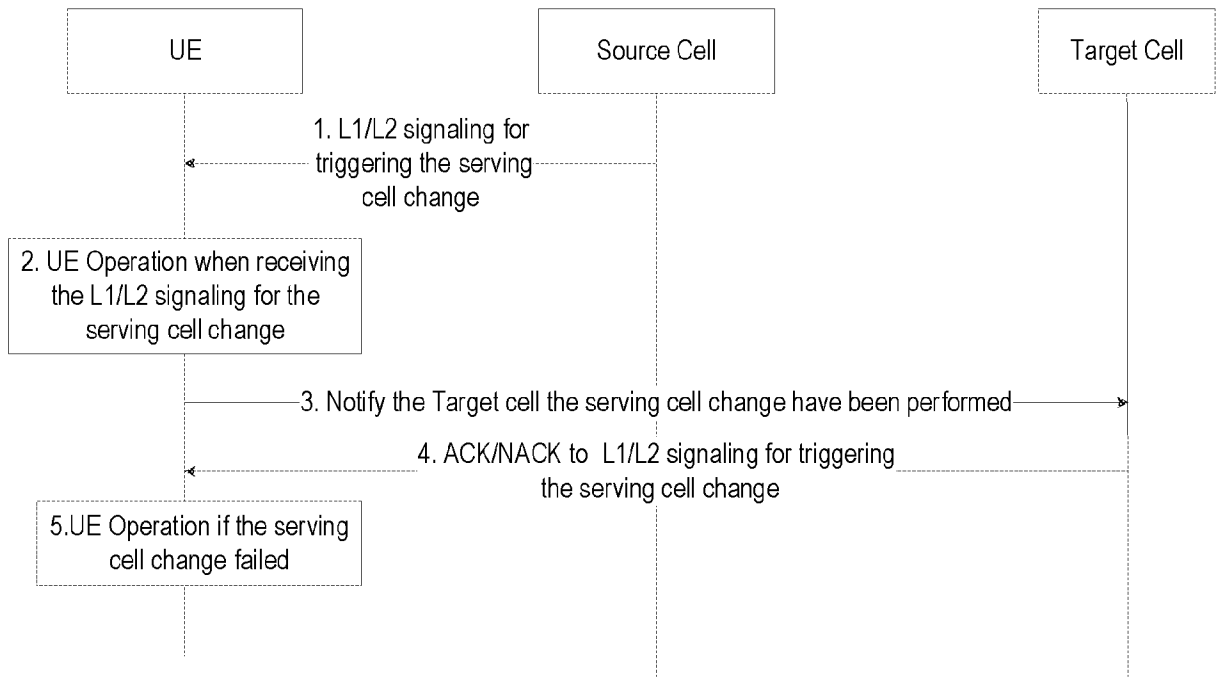 UE
Source Cell
Target Cell
1. L1/L2 signaling for
triggering the serving
cell change
2. UE Operation when receiving
the L1/L2 signaling for the
serving cell change
3. Notify the Target cell the serving cell change have been performed
4. ACK/NACK to L1/L2 signaling for triggering
the serving cell change
5.UE Operation if the serving
cell change failed